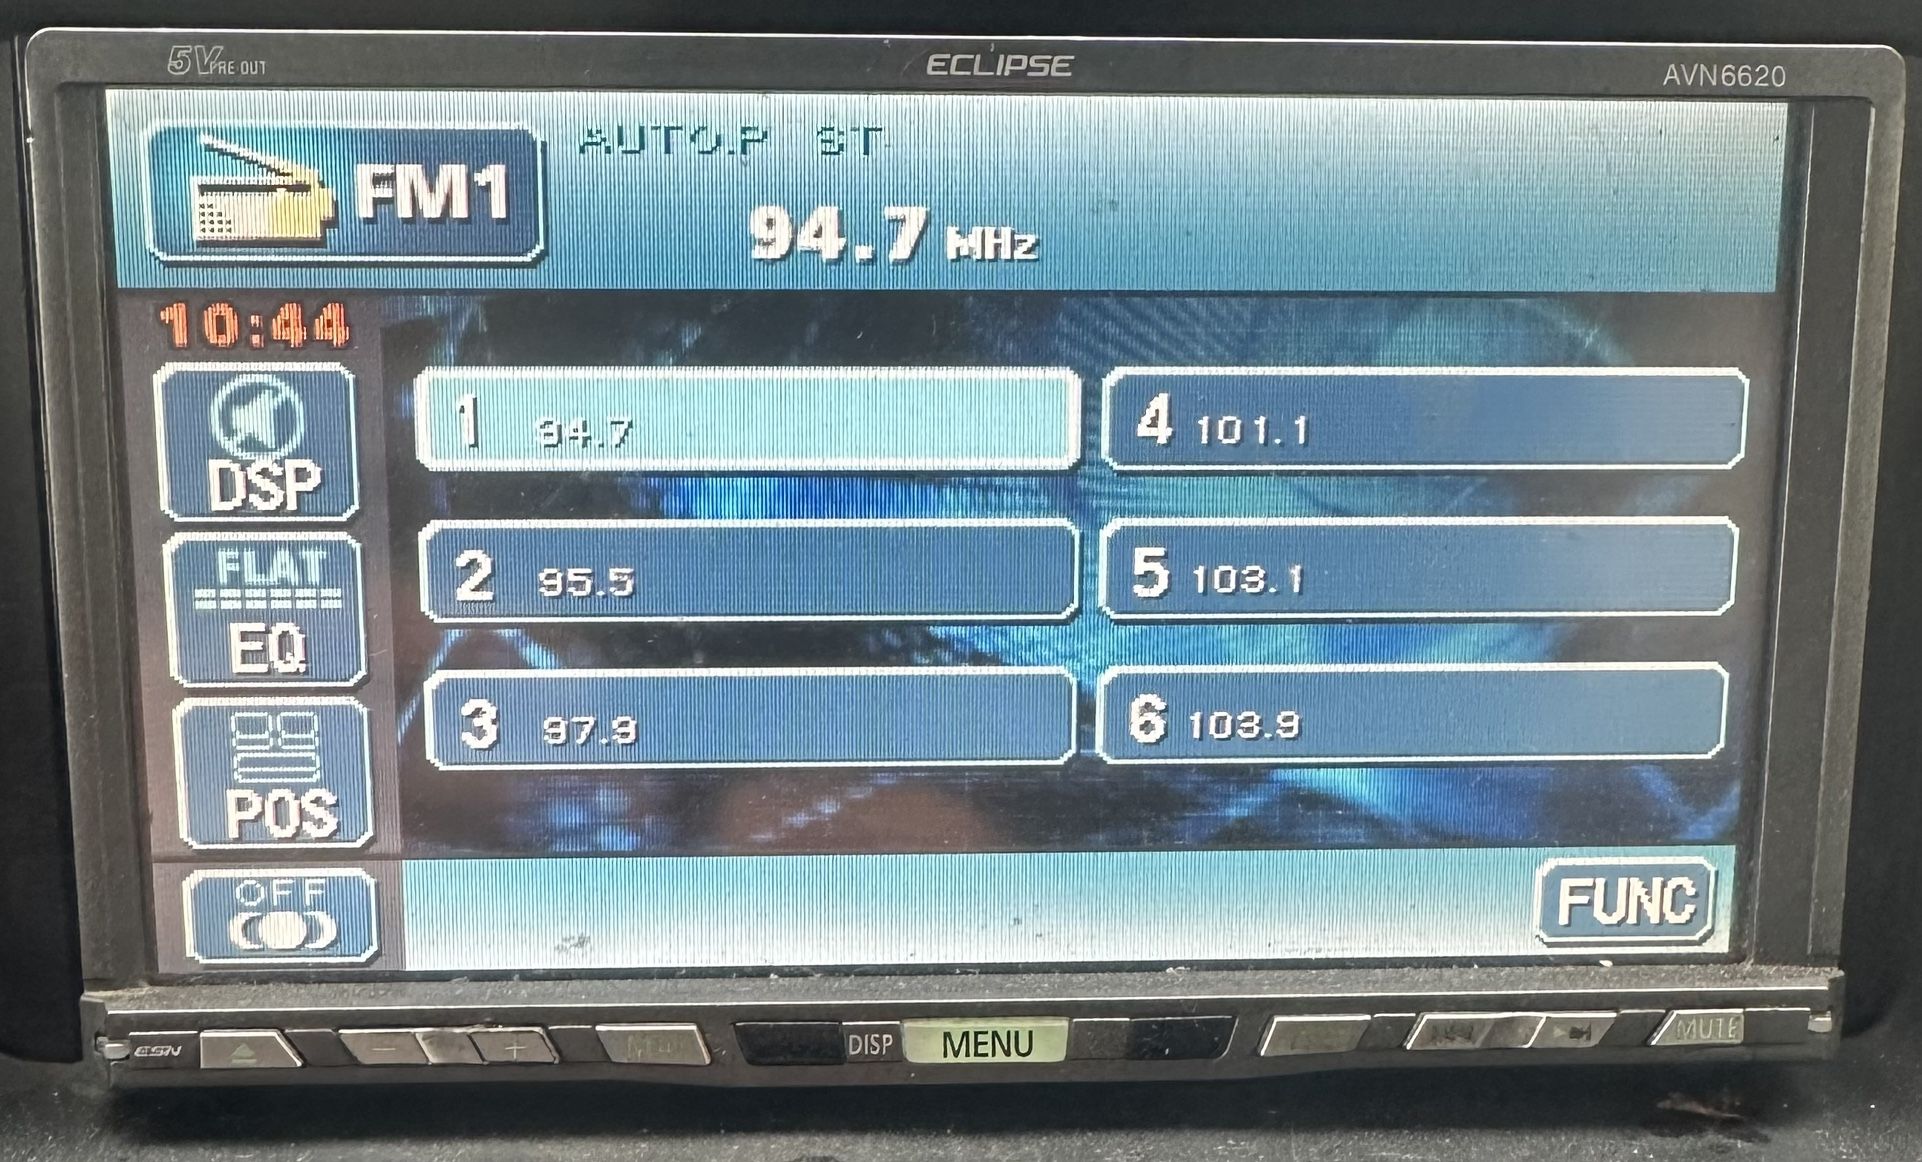 5V PRE OUT
ECLIPSE
AVN6620
FM1
AUTO.P ST
94.7 MHz
10:44
1 94.7
4 101.1
DSP
2 95.5
5 103.1
FLAT
EQ
3 97.9
6 103.9
POS
OFF
FUNC
ESN
DISP
MENU
MUTE